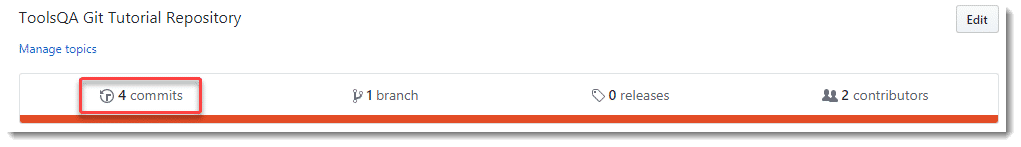 ToolsQA Git Tutorial Repository
Edit
Manage topics
4 commits
1 branch
0 releases
2 contributors